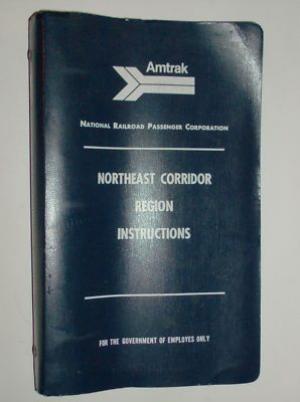 Amtrak
NATIONAL RAILROAD PASSENGER CORPORATION
NORTHEAST CORRIDOR
REGION
INSTRUCTIONS
FOR THE GOVERNMENT OF EMPLOYES ONLY